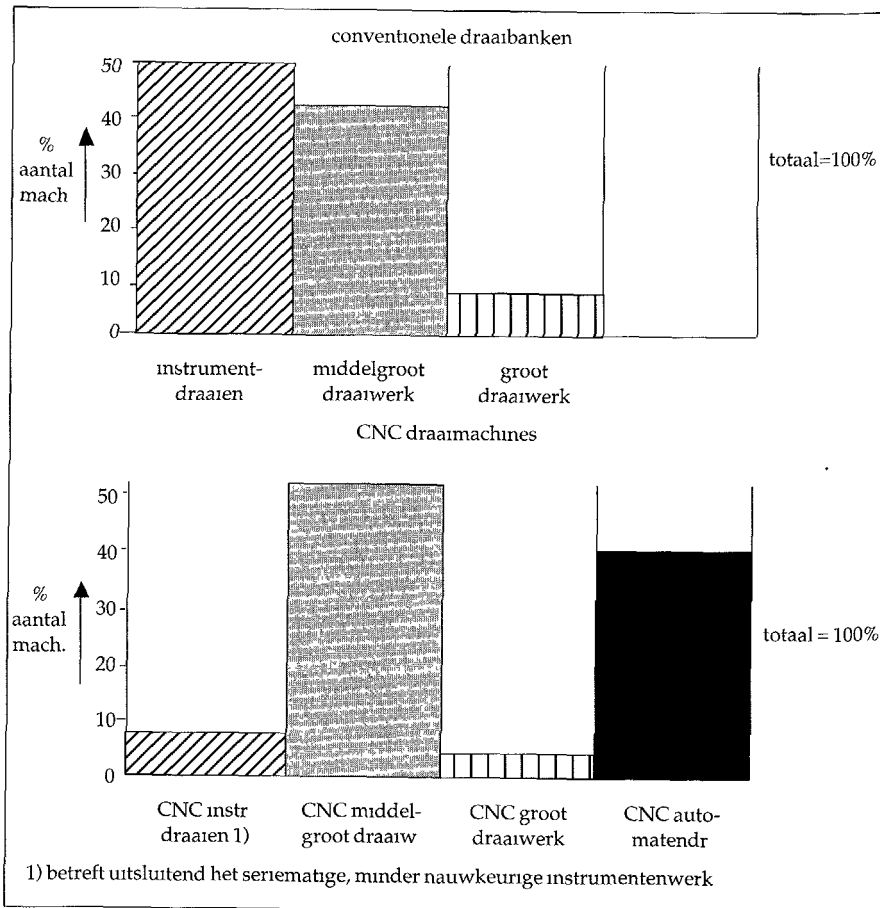 conventionele draaibanken
50
40
30
20
10
0
%
aantal
mach
totaal=100%
instrument-
draaien
middelgroot
draaiwerk
groot
draaiwerk
CNC draaimachines
50
40
30
20
10
0
%
aantal
mach.
totaal = 100%
CNC instr
draaien 1)
CNC middel-
groot draaiw
CNC groot
draaiwerk
CNC auto-
matendr
1) betreft uitsluitend het seriematige, minder nauwkeurige instrumentenwerk